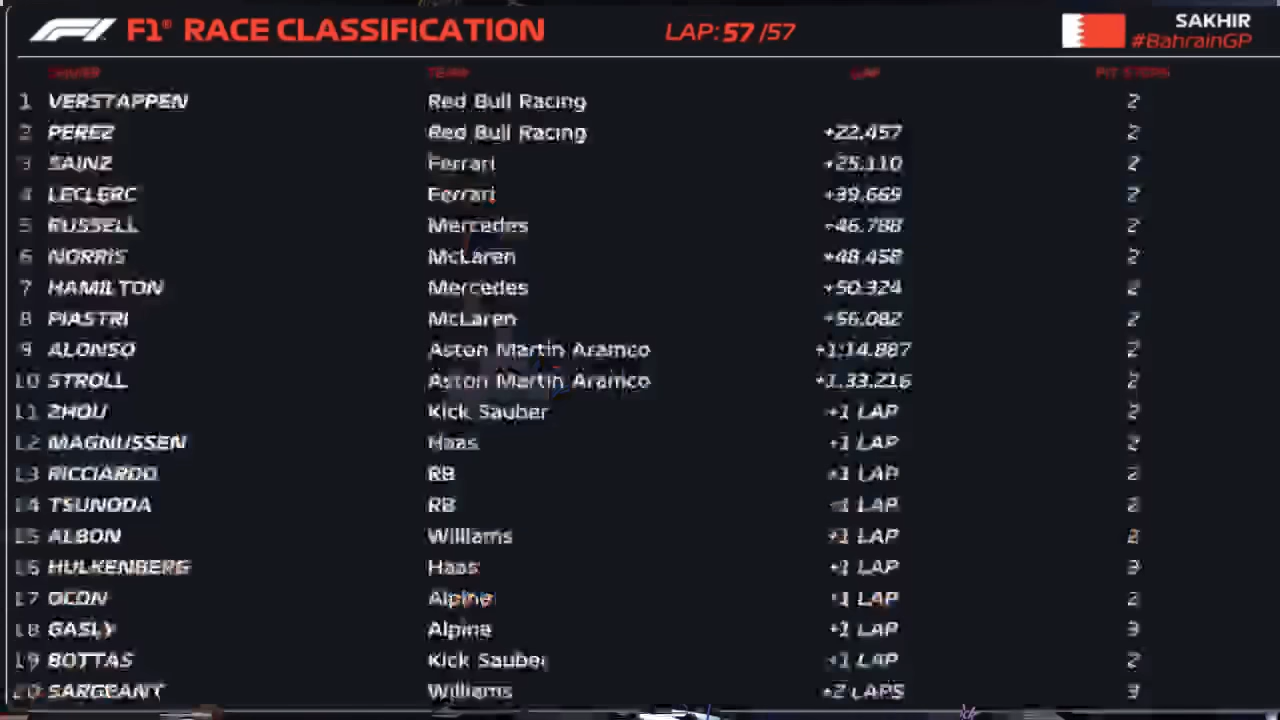 F1® RACE CLASSIFICATION LAP: 57/57 SAKHIR
#BahrainGP
DRIVER TEAM GAP PIT STOPS
1 VERSTAPPEN Red Bull Racing 2
2 PEREZ Red Bull Racing +22.457 2
3 SAINZ Ferrari +25.110 2
4 LECLERC Ferrari +39.669 2
5 RUSSELL Mercedes +46.788 2
6 NORRIS McLaren +48.458 2
7 HAMILTON Mercedes +50.324 2
8 PIASTRI McLaren +56.082 2
9 ALONSO Aston Martin Aramco +1:14.887 2
10 STROLL Aston Martin Aramco +1:33.216 2
11 ZHOU Kick Sauber +1 LAP 2
12 MAGNUSSEN Haas +1 LAP 2
13 RICCIARDO RB +1 LAP 2
14 TSUNODA RB +1 LAP 2
15 ALBON Williams +1 LAP 2
16 HULKENBERG Haas +1 LAP 3
17 OCON Alpine +1 LAP 2
18 GASLY Alpine +1 LAP 3
19 BOTTAS Kick Sauber +1 LAP 2
20 SARGEANT Williams +2 LAPS 3